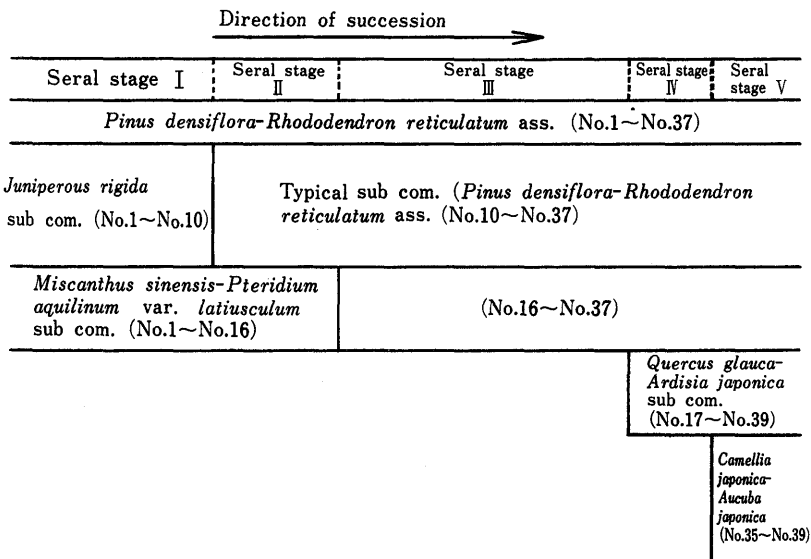 Direction of succession
Seral stage I
Seral stage
II
Seral stage
III
Seral stage
IV
Seral
stage V
Pinus densiflora-Rhododendron reticulatum ass. (No.1~No.37)
Juniperous rigida
sub com. (No.1~No.10)
Typical sub com. (Pinus densiflora-Rhododendron
reticulatum ass. (No.10~No.37)
Miscanthus sinensis-Pteridium
aquilinum var. latiusculum
sub com. (No.1~No.16)
(No.16~No.37)
Quercus glauca-
Ardisia japonica
sub com.
(No.17~No.39)
Camellia
japonica-
Aucuba
japonica
(No.35~No.39)